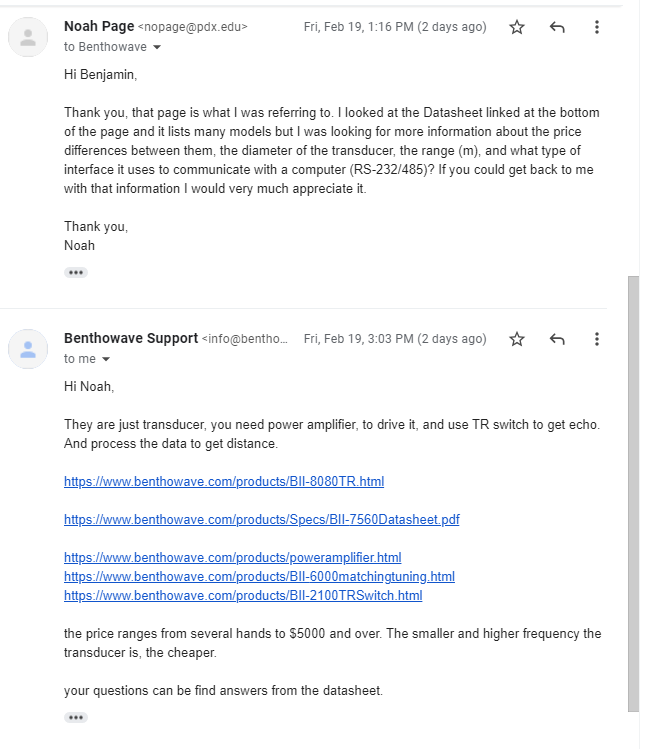 Noah Page <nopage@pdx.edu> Fri, Feb 19, 1:16 PM (2 days ago)
to Benthowave
Hi Benjamin,
Thank you, that page is what I was referring to. I looked at the Datasheet linked at the bottom
of the page and it lists many models but I was looking for more information about the price
differences between them, the diameter of the transducer, the range (m), and what type of
interface it uses to communicate with a computer (RS-232/485)? If you could get back to me
with that information I would very much appreciate it.
Thank you,
Noah
Benthowave Support <info@bentho... Fri, Feb 19, 3:03 PM (2 days ago)
to me
Hi Noah,
They are just transducer, you need power amplifier, to drive it, and use TR switch to get echo.
And process the data to get distance.
https://www.benthowave.com/products/BII-8080TR.html
https://www.benthowave.com/products/Specs/BII-7560Datasheet.pdf
https://www.benthowave.com/products/poweramplifier.html
https://www.benthowave.com/products/BII-6000matchingtuning.html
https://www.benthowave.com/products/BII-2100TRSwitch.html
the price ranges from several hands to $5000 and over. The smaller and higher frequency the
transducer is, the cheaper.
your questions can be find answers from the datasheet.